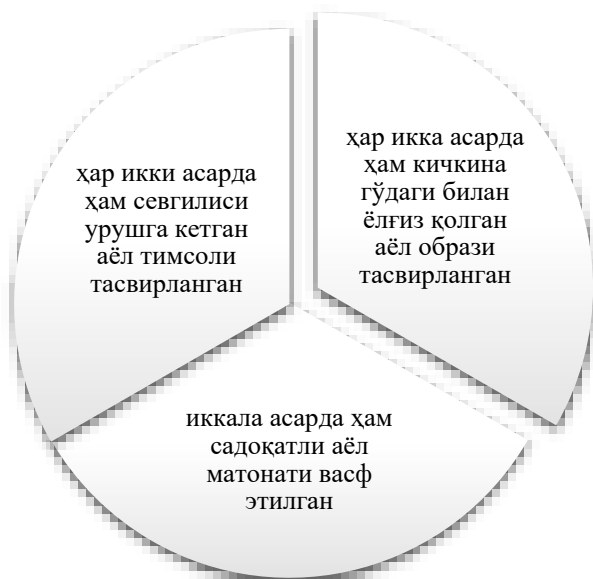 ҳар икки асарда
ҳам севгилиси
урушга кетган
аёл тимсоли
тасвирланган
ҳар икка асарда
ҳам кичкина
гўдаги билан
ёлғиз қолган
аёл образи
тасвирланган
иккала асарда ҳам
садоқатли аёл
матонати васф
этилган